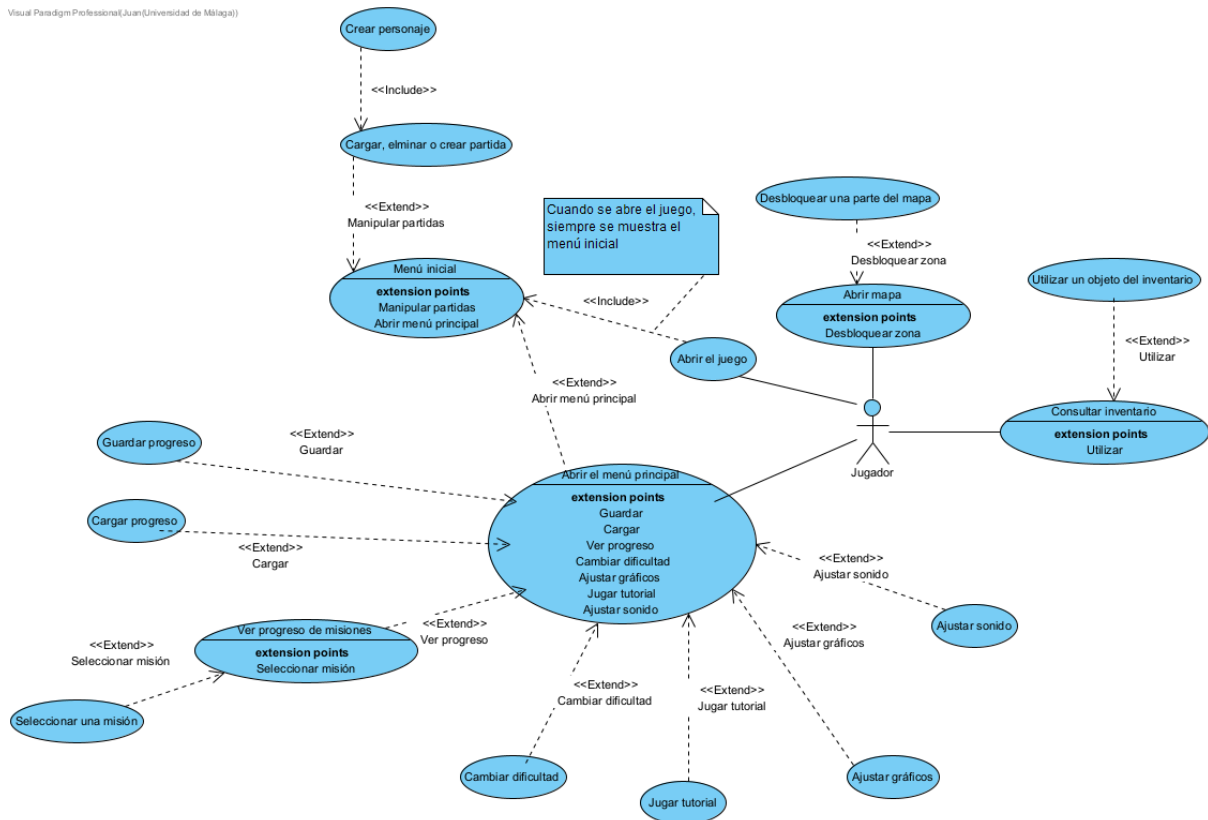 Visual Paradigm Professional(Juan(Universidad de Málaga))
Crear personaje
<<Include>>
Cargar, elminar o crear partida
<<Extend>>
Manipular partidas
Cuando se abre el juego,
siempre se muestra el
menú inicial
Desbloquear una parte del mapa
<<Extend>>
Desbloquear zona
Menú inicial
extension points
Manipular partidas
Abrir menú principal
<<Include>>
Abrir mapa
extension points
Desbloquear zona
Utilizar un objeto del inventario
<<Extend>>
Utilizar
Abrir el juego
<<Extend>>
Abrir menú principal
Consultar inventario
extension points
Utilizar
Jugador
Guardar progreso
<<Extend>>
Guardar
Abrir el menú principal
extension points
Guardar
Cargar
Ver progreso
Cambiar dificultad
Ajustar gráficos
Jugar tutorial
Ajustar sonido
Cargar progreso
<<Extend>>
Cargar
<<Extend>>
Ajustar sonido
Ajustar sonido
Ver progreso de misiones
extension points
Seleccionar misión
<<Extend>>
Ver progreso
<<Extend>>
Seleccionar misión
Seleccionar una misión
<<Extend>>
Cambiar dificultad
<<Extend>>
Jugar tutorial
<<Extend>>
Ajustar gráficos
Cambiar dificultad
Jugar tutorial
Ajustar gráficos